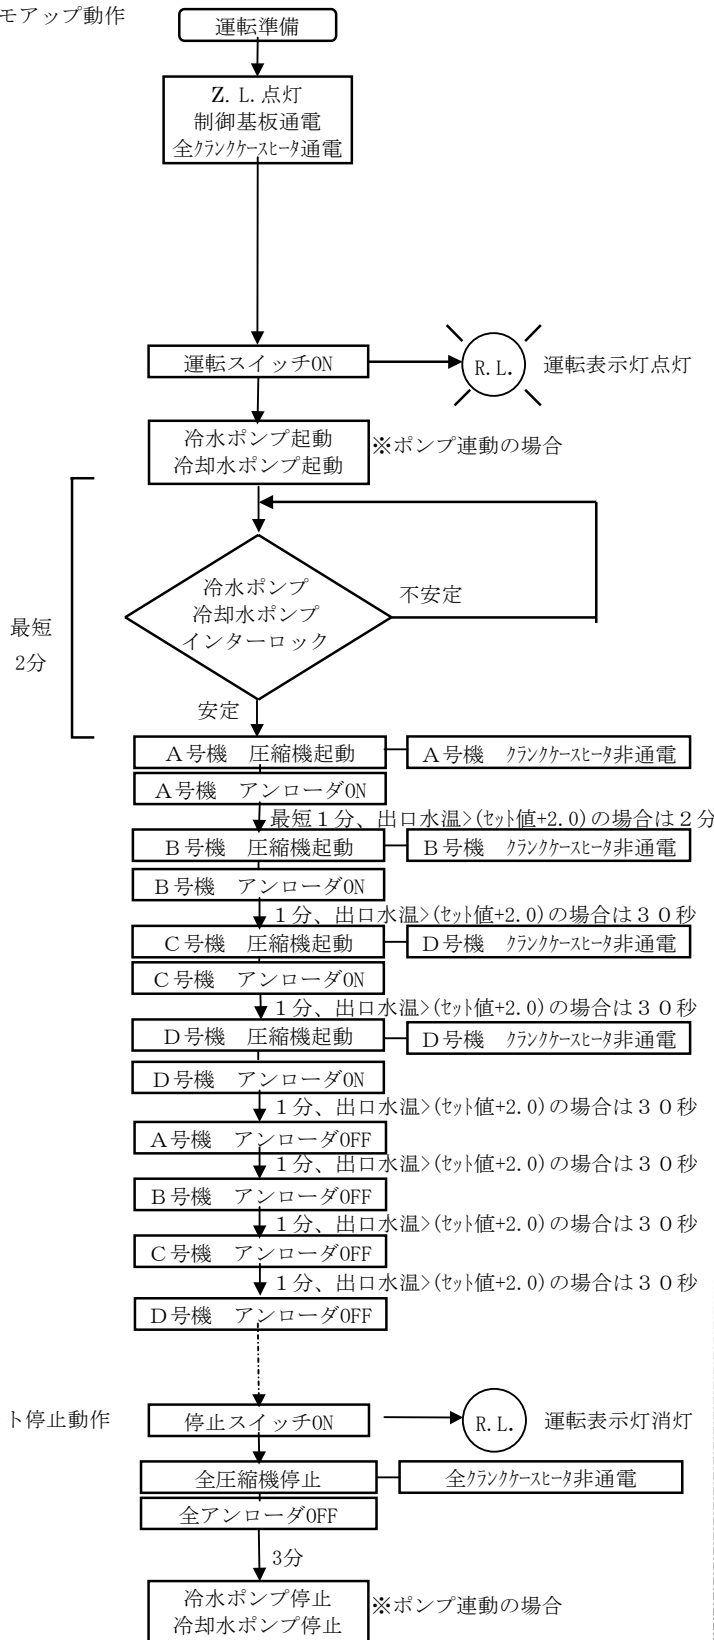 モアップ動作
運転準備
Z. L. 点灯
制御基板通電
全クランクケースヒータ通電
運転スイッチON
R. L.
運転表示灯点灯
冷水ポンプ起動
冷却水ポンプ起動
※ポンプ連動の場合
冷水ポンプ
冷却水ポンプ
インターロック
不安定
最短
2分
安定
A号機 圧縮機起動
A号機 クランクケースヒータ非通電
A号機 アンローダON
最短1分、出口水温>(セット値+2.0)の場合は2分
B号機 圧縮機起動
B号機 クランクケースヒータ非通電
B号機 アンローダON
1分、出口水温>(セット値+2.0)の場合は30秒
C号機 圧縮機起動
D号機 クランクケースヒータ非通電
C号機 アンローダON
1分、出口水温>(セット値+2.0)の場合は30秒
D号機 圧縮機起動
D号機 クランクケースヒータ非通電
D号機 アンローダON
1分、出口水温>(セット値+2.0)の場合は30秒
A号機 アンローダOFF
1分、出口水温>(セット値+2.0)の場合は30秒
B号機 アンローダOFF
1分、出口水温>(セット値+2.0)の場合は30秒
C号機 アンローダOFF
1分、出口水温>(セット値+2.0)の場合は30秒
D号機 アンローダOFF
ト停止動作
停止スイッチON
R. L.
運転表示灯消灯
全圧縮機停止
全クランクケースヒータ非通電
全アンローダOFF
3分
冷水ポンプ停止
冷却水ポンプ停止
※ポンプ連動の場合